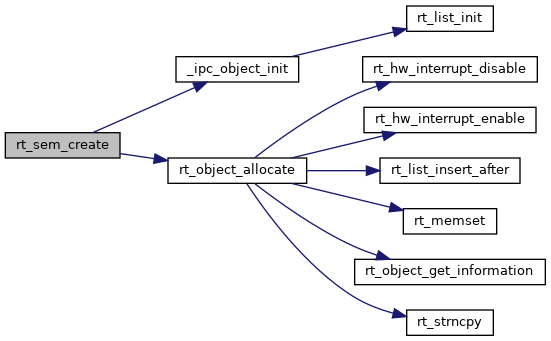 rt_list_init
_ipc_object_init
rt_hw_interrupt_disable
rt_hw_interrupt_enable
rt_sem_create
rt_object_allocate
rt_list_insert_after
rt_memset
rt_object_get_information
rt_strncpy